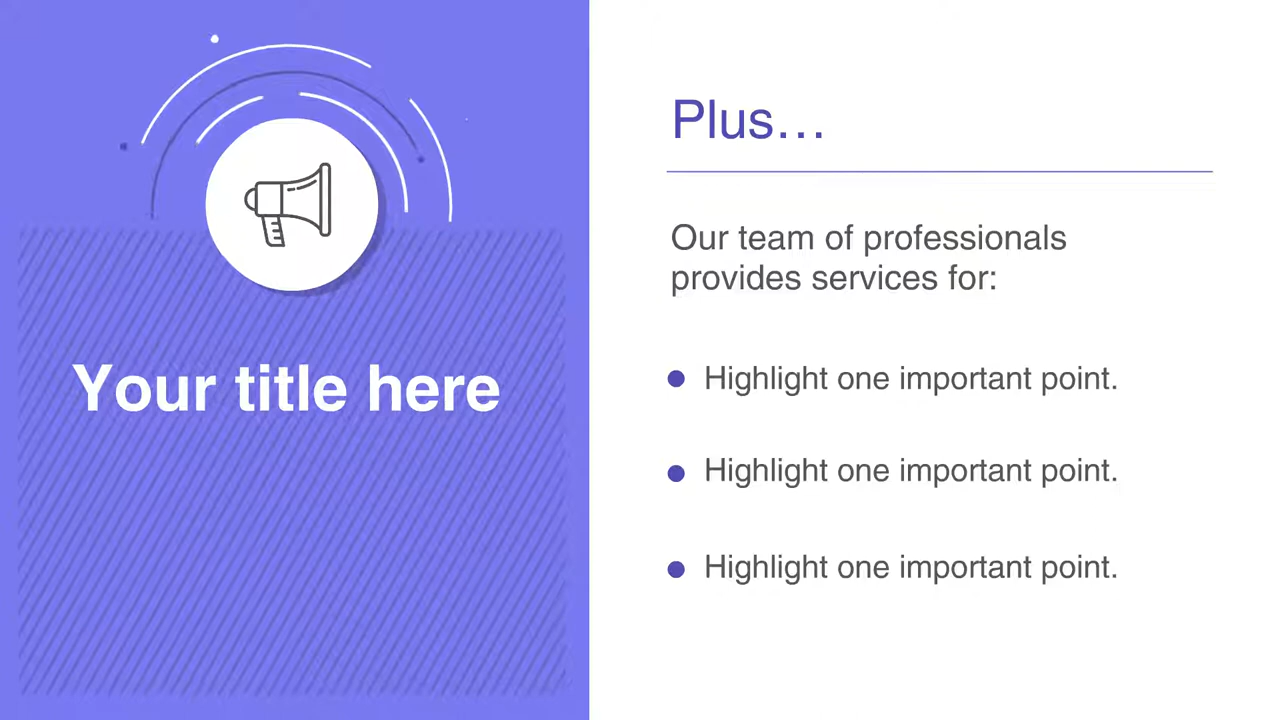 Your title here
Plus…
Our team of professionals
provides services for:
Highlight one important point.
Highlight one important point.
Highlight one important point.